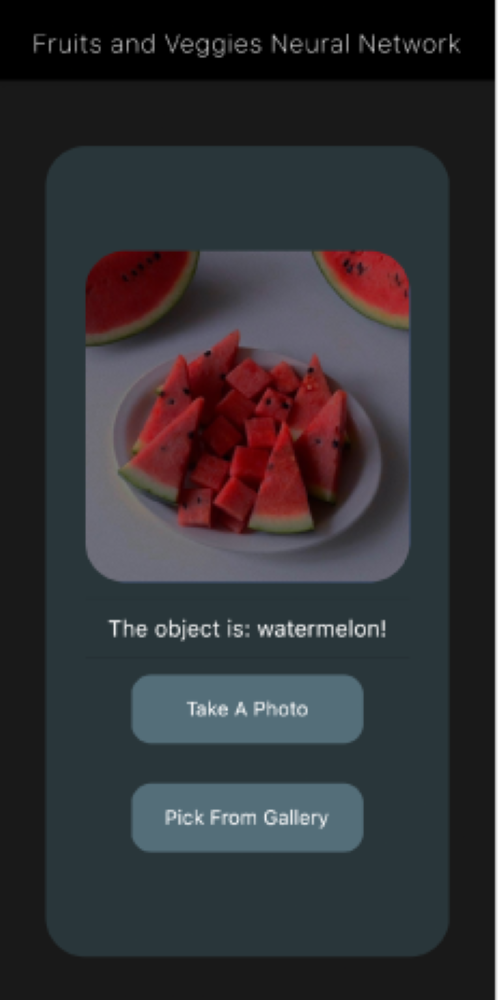 Fruits and Veggies Neural Network
The object is: watermelon!
Take A Photo
Pick From Gallery